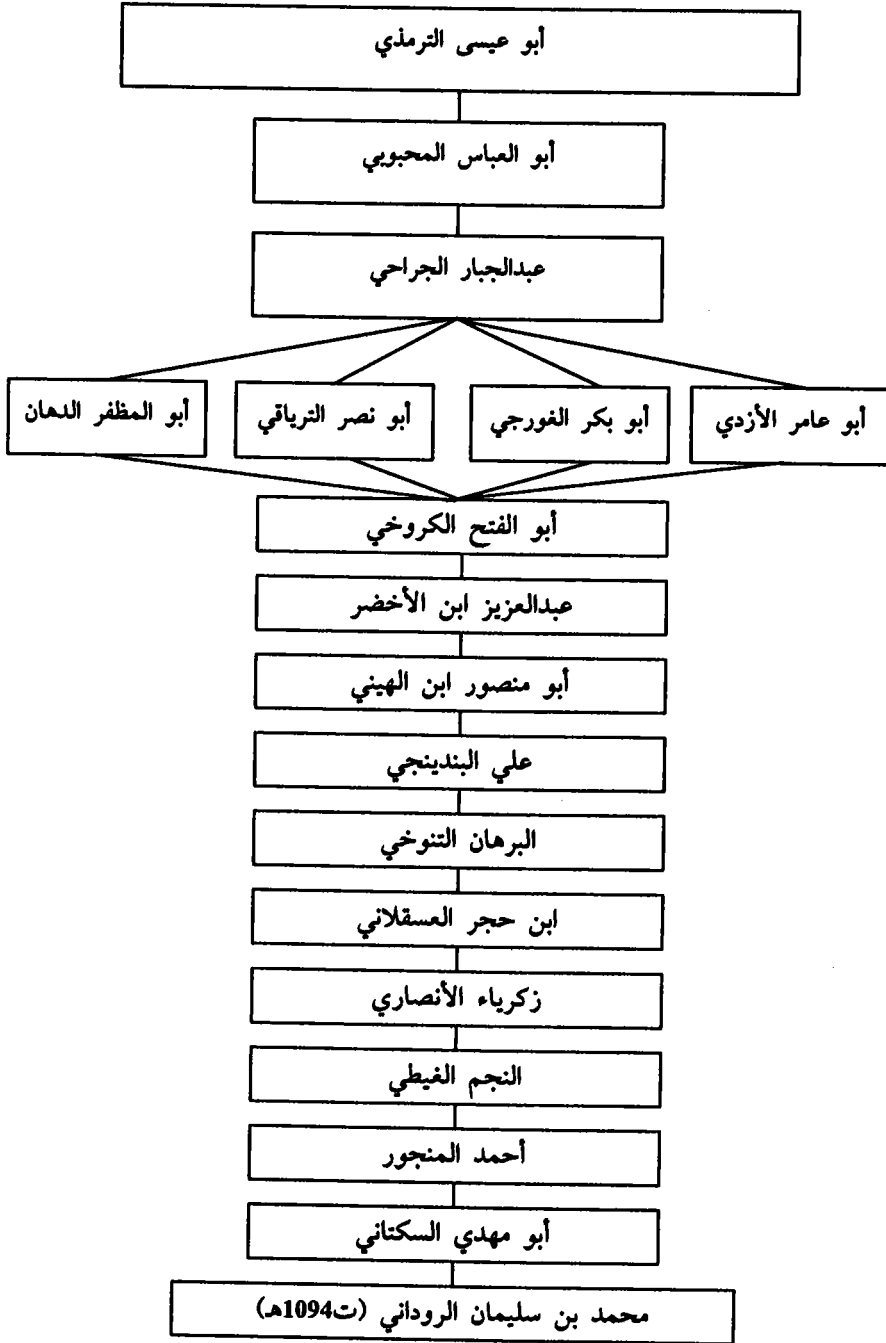 أبو عيسى الترمذي
أبو العباس المحبوبي
عبدالجبار الجراحي
أبو عامر الأزدي
أبو بكر الغورجي
أبو نصر الترياقي
أبو المظفر الدهان
أبو الفتح الكروخي
عبدالعزيز ابن الأخضر
أبو منصور ابن الهيني
علي البندينجي
البرهان التنوخي
ابن حجر العسقلاني
زكرياء الأنصاري
النجم الغيطي
أحمد المنجور
أبو مهدي السكتاني
محمد بن سليمان الروداني (ت1094هـ)